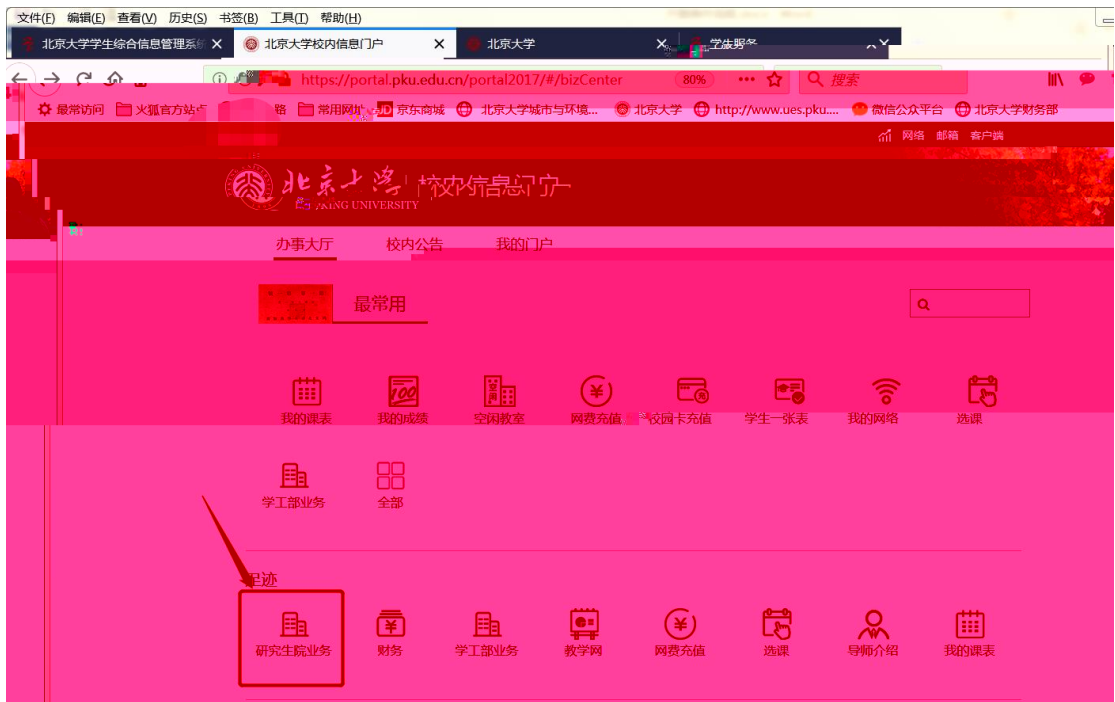 文件(F) 编辑(E) 查看(V) 历史(S) 书签(B) 工具(T) 帮助(H)
北京大学学生综合信息管理系统 北京大学校内信息门户 北京大学
https://portal.pku.edu.cn/portal2017/#/bizCenter 80% 搜索
最常访问 火狐官方站点 常用网址 JD 京东商城 北京大学城市与环境... 北京大学 http://www.ues.pku.... 微信公众平台 北京大学财务部
网络 邮箱 客户端
北京大学 校内信息门户
UNIVERSITY
办事大厅 校内公告 我的门户
最常用
100 空闲
我的课表 我的成绩 空闲教室 网费充值 校园卡充值 学生一张表 我的网络 选课
学工部业务 全部
足迹
研究生院业务 财务 学工部业务 教学网 网费充值 选课 导师介绍 我的课表